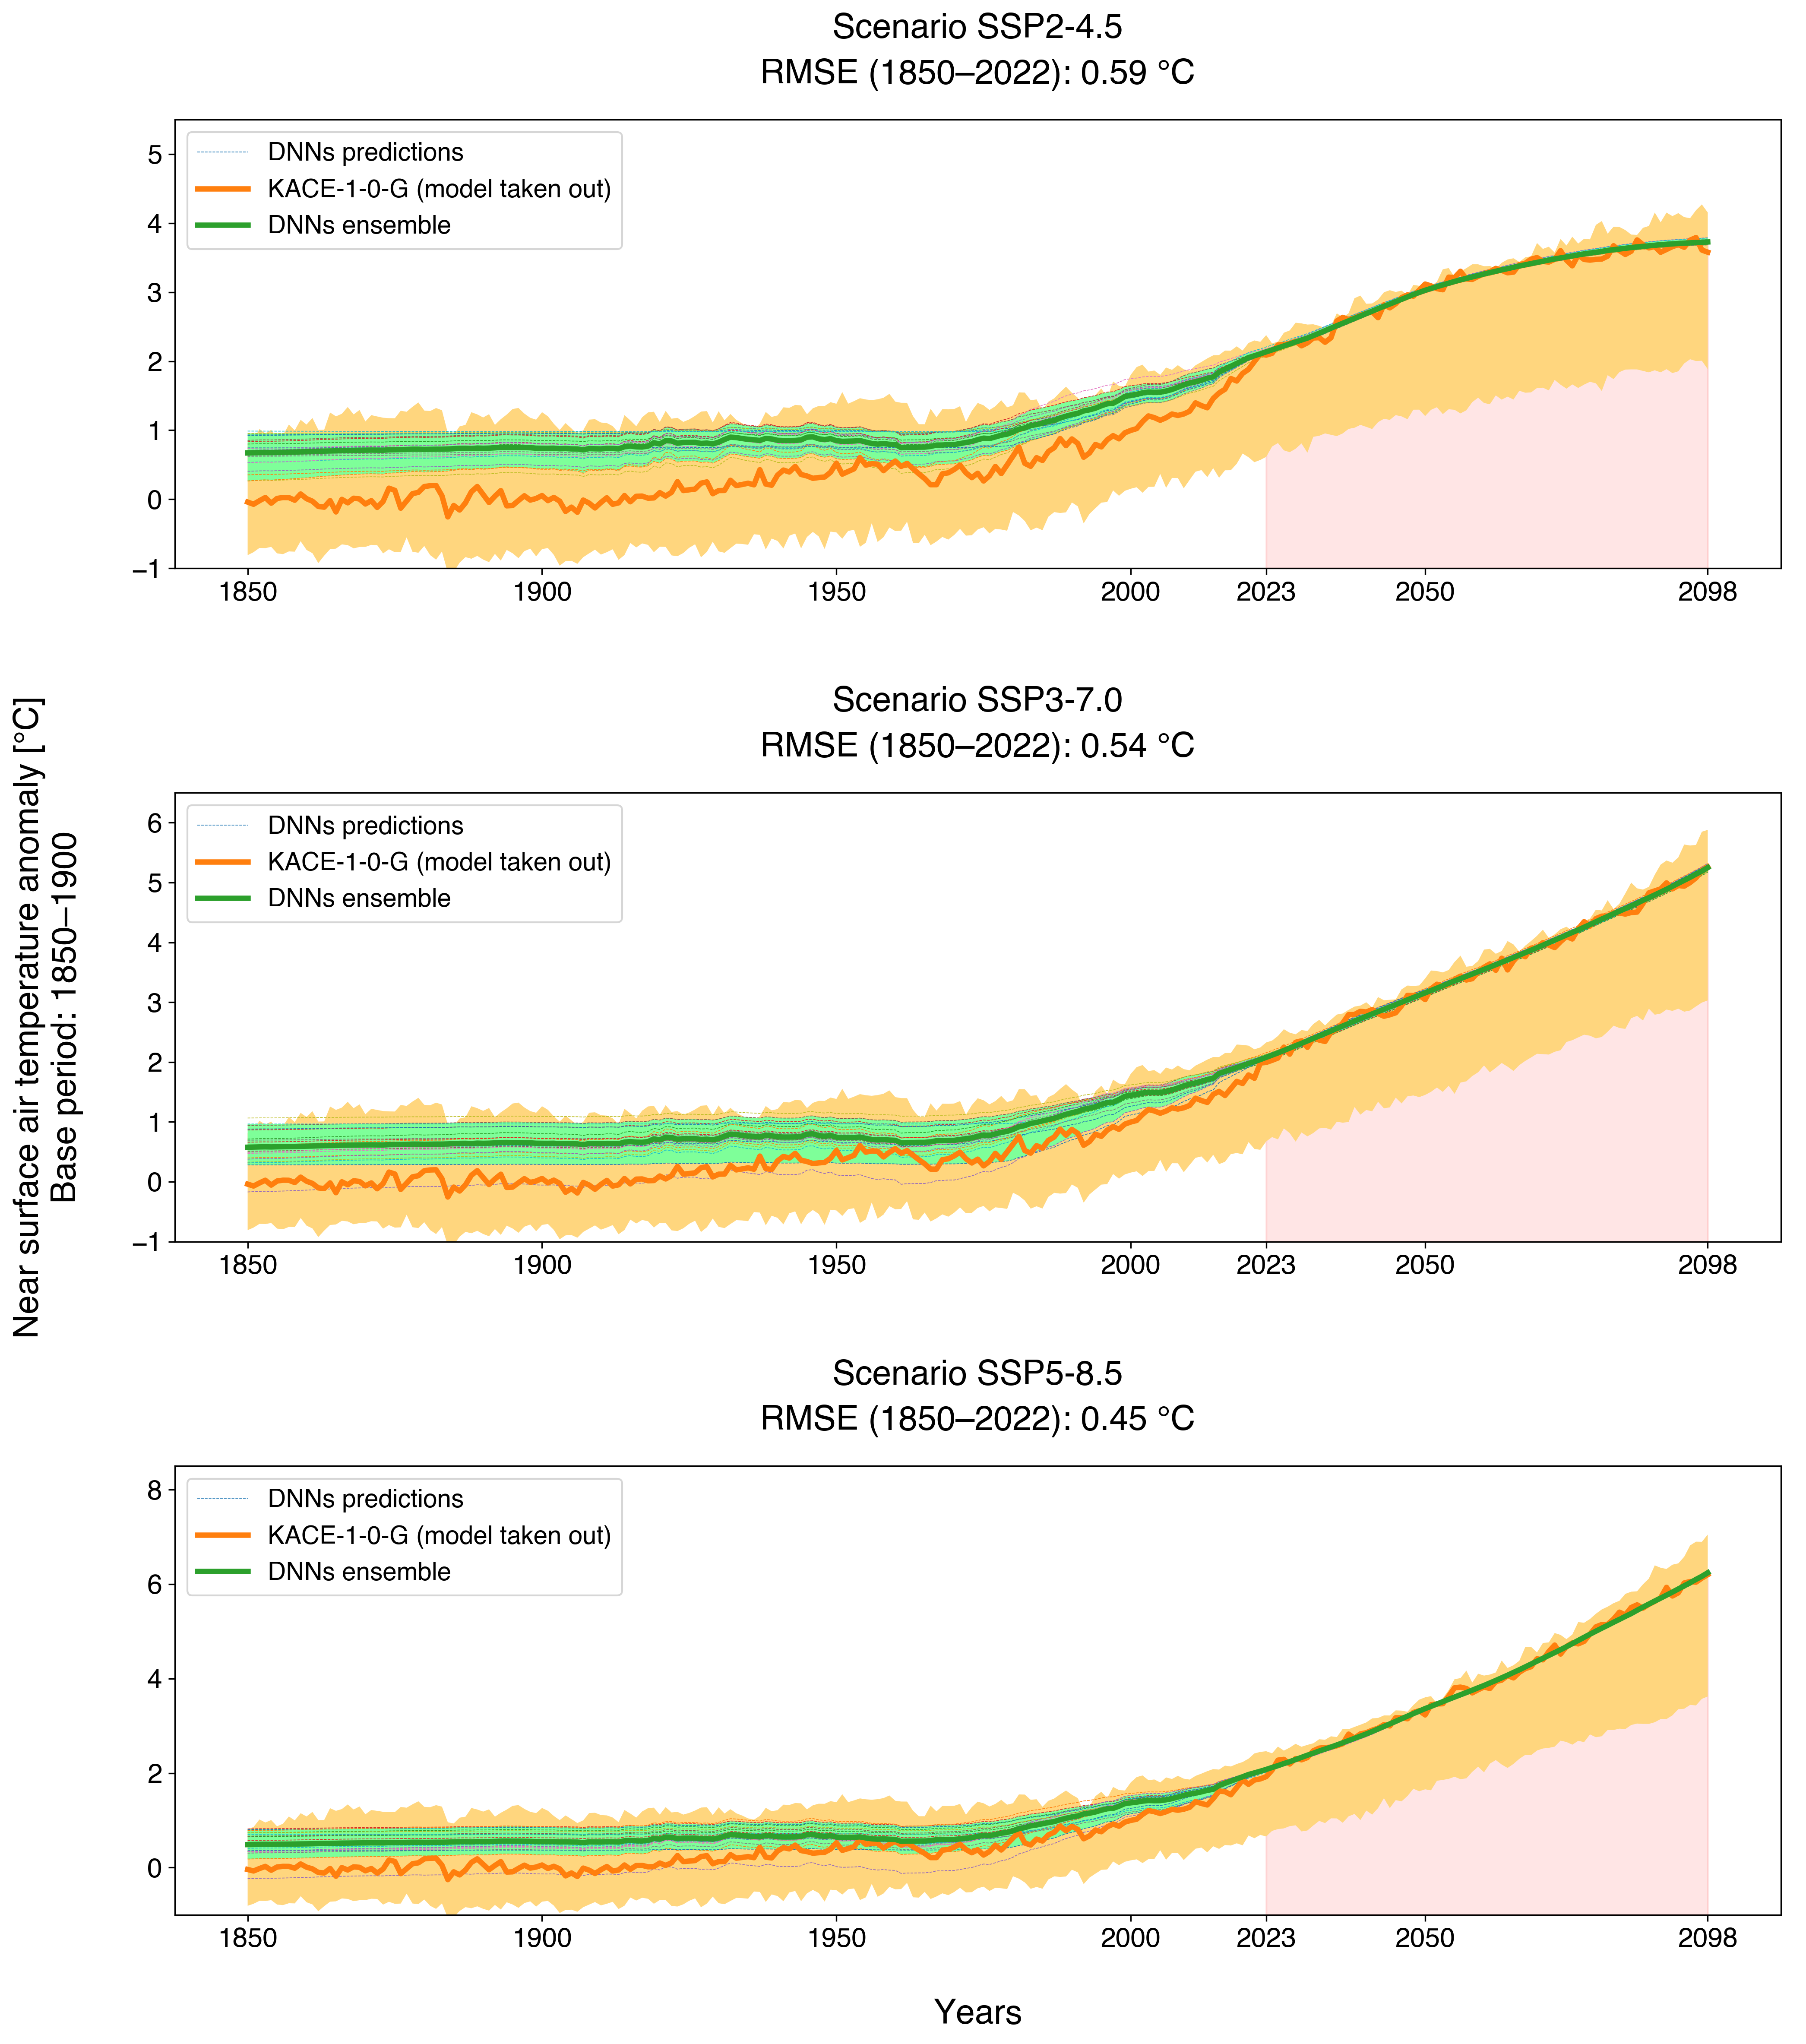 Scenario SSP2-4.5
RMSE (1850–2022): 0.59 °C
DNNs predictions
KACE-1-0-G (model taken out)
DNNs ensemble
5
4
3
2
1
0
−1
1850 1900 1950 2000 2023 2050 2098
Near surface air temperature anomaly [°C]
Base period: 1850–1900
Scenario SSP3-7.0
RMSE (1850–2022): 0.54 °C
DNNs predictions
KACE-1-0-G (model taken out)
DNNs ensemble
6
5
4
3
2
1
0
−1
1850 1900 1950 2000 2023 2050 2098
Scenario SSP5-8.5
RMSE (1850–2022): 0.45 °C
DNNs predictions
KACE-1-0-G (model taken out)
DNNs ensemble
8
6
4
2
0
1850 1900 1950 2000 2023 2050 2098
Years